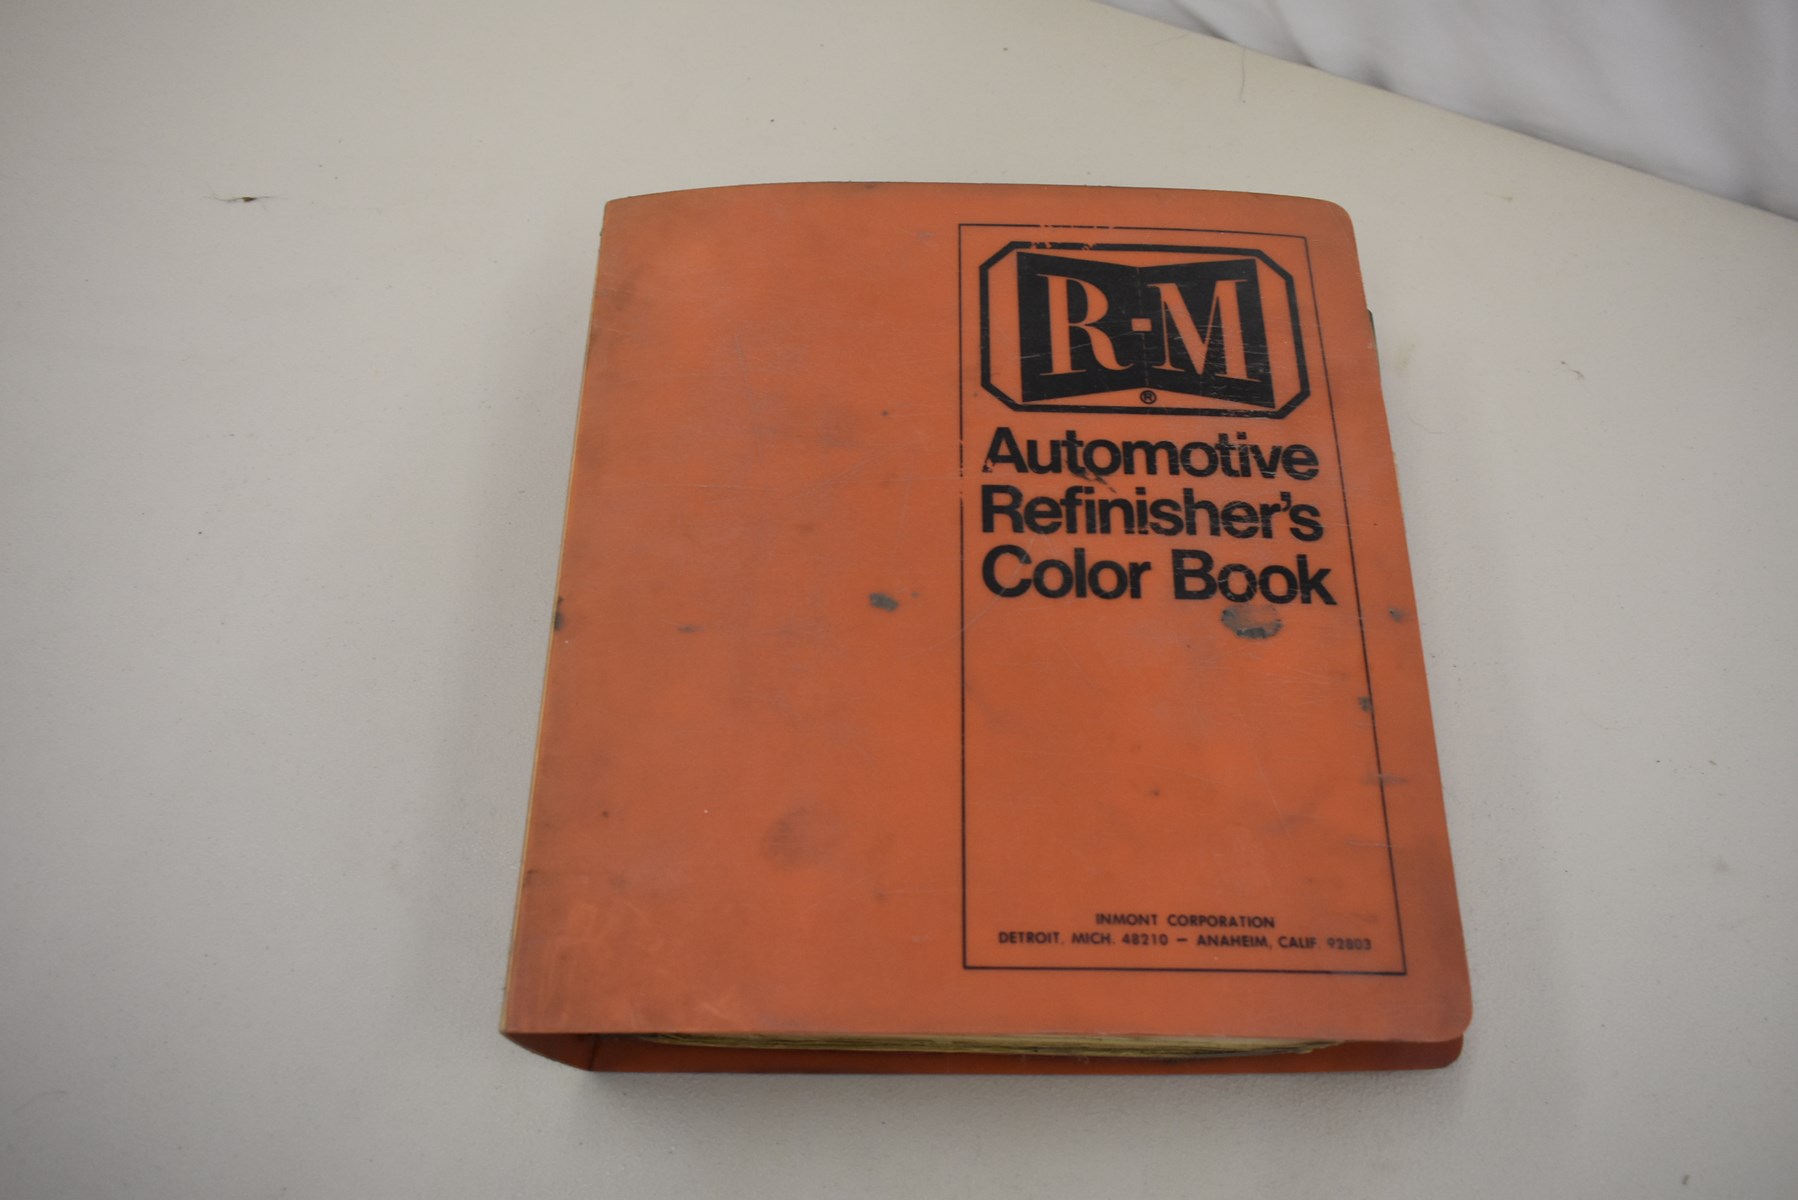 R-M
®
Automotive
Refinisher's
Color Book
INMONT CORPORATION
DETROIT, MICH. 48210 — ANAHEIM, CALIF. 92803